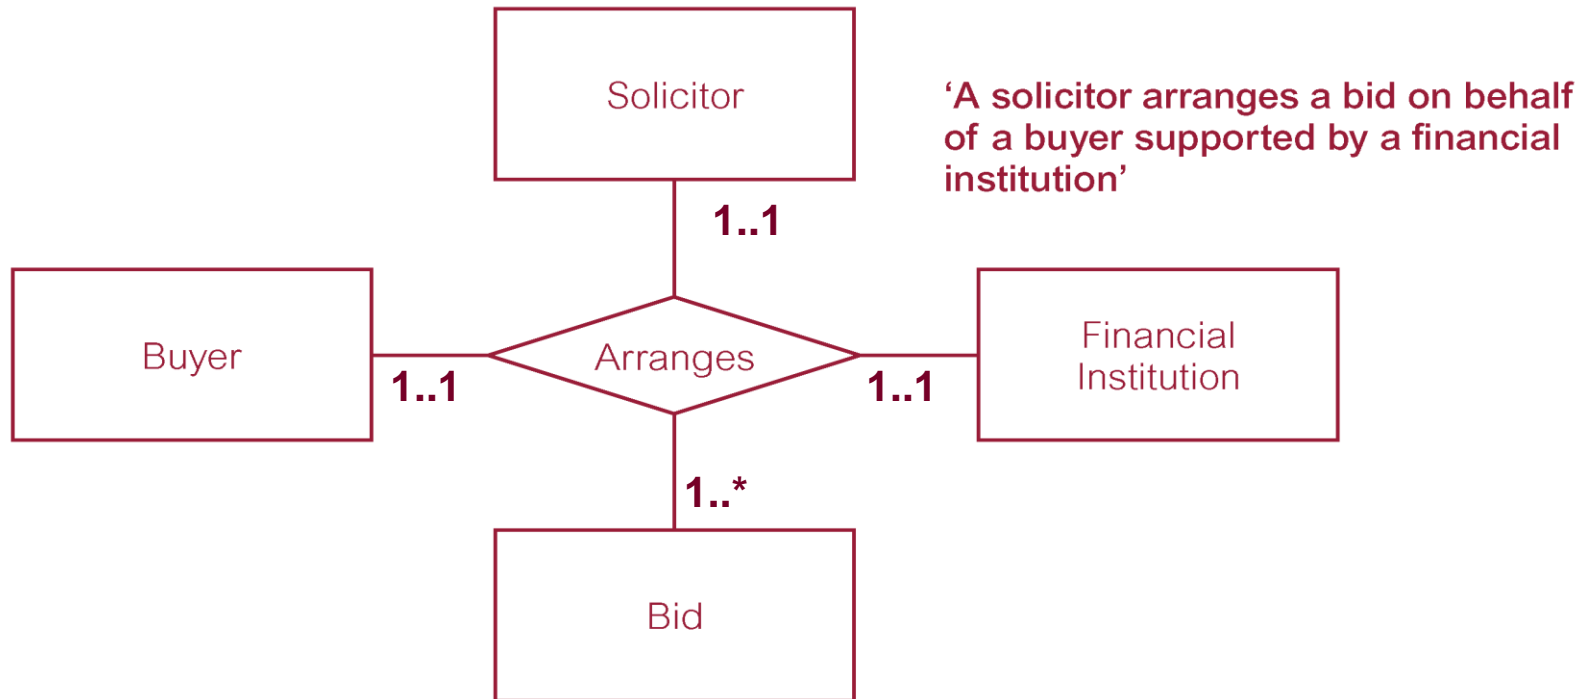 Solicitor
‘A solicitor arranges a bid on behalf
of a buyer supported by a financial
institution’
1..1
Buyer
Arranges
Financial
Institution
1..1
1..1
1..*
Bid